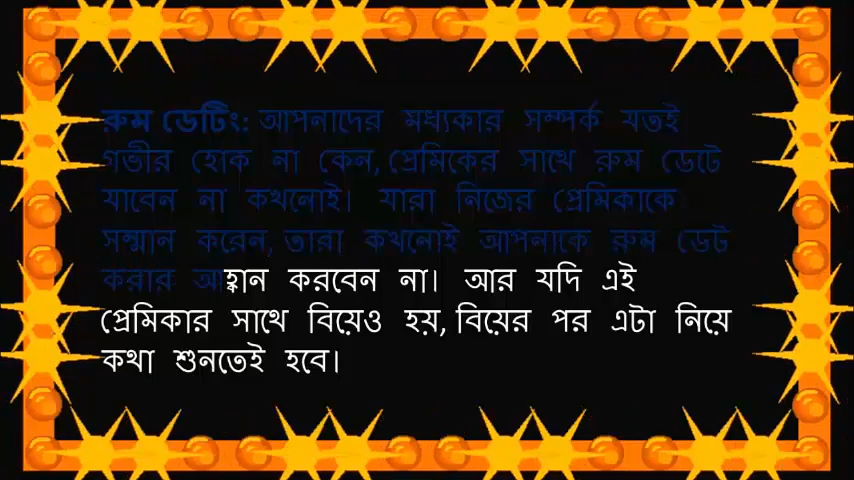 রুম ডেটিং: আপনাদের মধ্যকার সম্পর্ক যতই
গভীর হোক না কেন, প্রেমিকের সাথে রুম ডেটে
যাবেন না কখনোই। যারা নিজের প্রেমিকাকে
সম্মান করেন, তারা কখনোই আপনাকে রুম ডেট
করার আহ্বান করবেন না। আর যদি এই
প্রেমিকার সাথে বিয়েও হয়, বিয়ের পর এটা নিয়ে
কথা শুনতেই হবে।